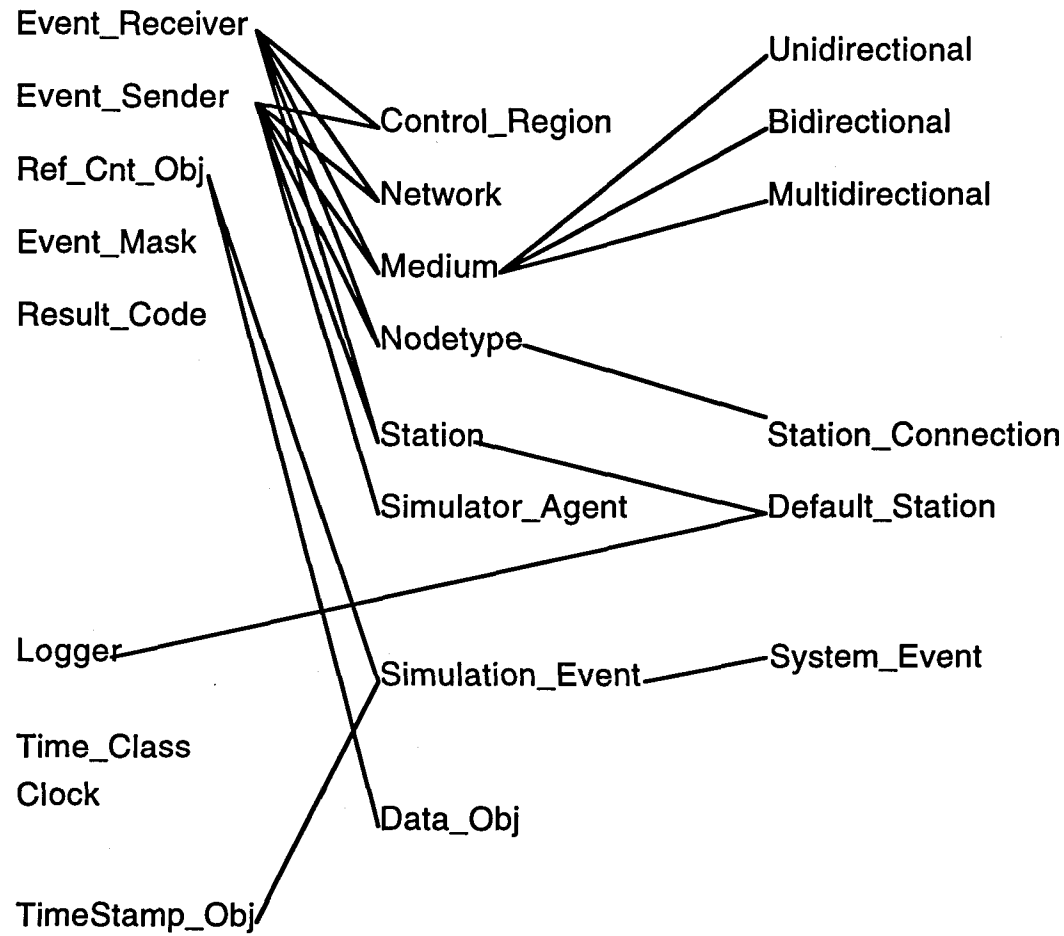 Event_Receiver
Event_Sender
Ref_Cnt_Obj
Event_Mask
Result_Code
Logger
Time_Class
Clock
TimeStamp_Obj
Control_Region
Network
Medium
Nodetype
Station
Simulator_Agent
Simulation_Event
Data_Obj
Unidirectional
Bidirectional
Multidirectional
Station_Connection
Default_Station
System_Event